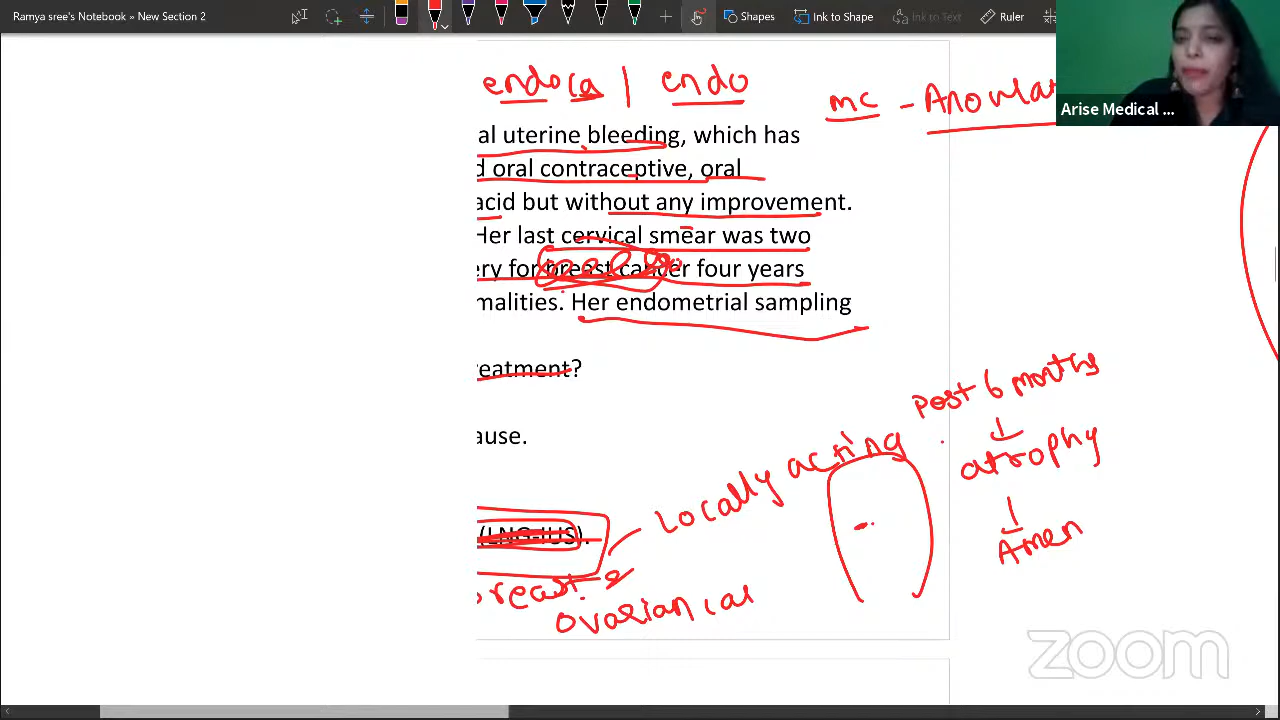 Ramya sree's Notebook » New Section 2
Shapes
Ink to Shape
Ink to Text
Ruler
Arise Medical ...
endo ca | endo
mc - Anovular
al uterine bleeding, which has
d oral contraceptive, oral
acid but without any improvement.
Her last cervical smear was two
ery for breast cancer four years
malities. Her endometrial sampling
reatment?
ause.
(LNG-IUS).
Locally acting
Post 6 months
atrophy
Amen
breast &
ovarian ca
zoom